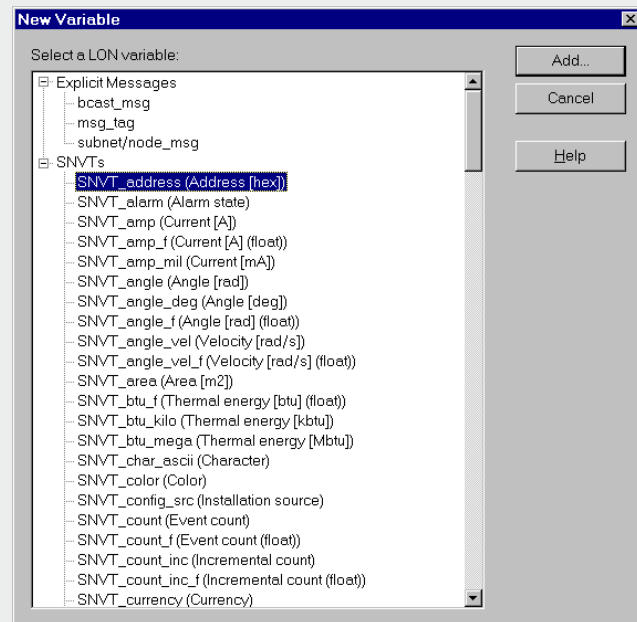 New Variable
Select a LON variable:
Add...
Cancel
Help
Explicit Messages
bcast_msg
msg_tag
subnet/node_msg
SNVTs
SNVT_address (Address [hex])
SNVT_alarm (Alarm state)
SNVT_amp (Current [A])
SNVT_amp_f (Current [A] (float))
SNVT_amp_mil (Current [mA])
SNVT_angle (Angle [rad])
SNVT_angle_deg (Angle [deg])
SNVT_angle_f (Angle [rad] (float))
SNVT_angle_vel (Velocity [rad/s])
SNVT_angle_vel_f (Velocity [rad/s] (float))
SNVT_area (Area [m2])
SNVT_btu_f (Thermal energy [btu] (float))
SNVT_btu_kilo (Thermal energy [kbtu])
SNVT_btu_mega (Thermal energy [Mbtu])
SNVT_char_ascii (Character)
SNVT_color (Color)
SNVT_config_src (Installation source)
SNVT_count (Event count)
SNVT_count_f (Event count (float))
SNVT_count_inc (Incremental count)
SNVT_count_inc_f (Incremental count (float))
SNVT_currency (Currency)